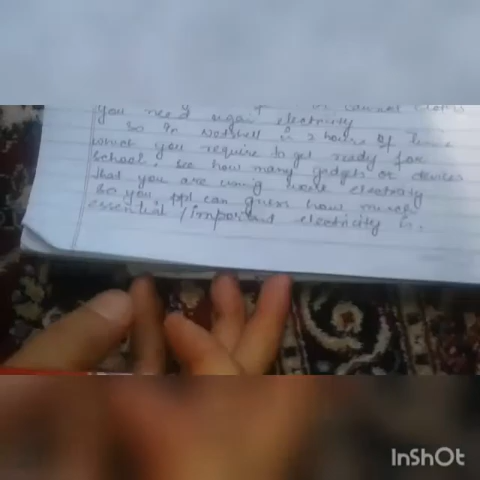 you need again electricity
So in nutshell in 2 hours of time
which you require to get ready for
school, see how many gadgets or devices
that you are using were electricity
So you ppl can guess how much
essential / important electricity is.
InShOt